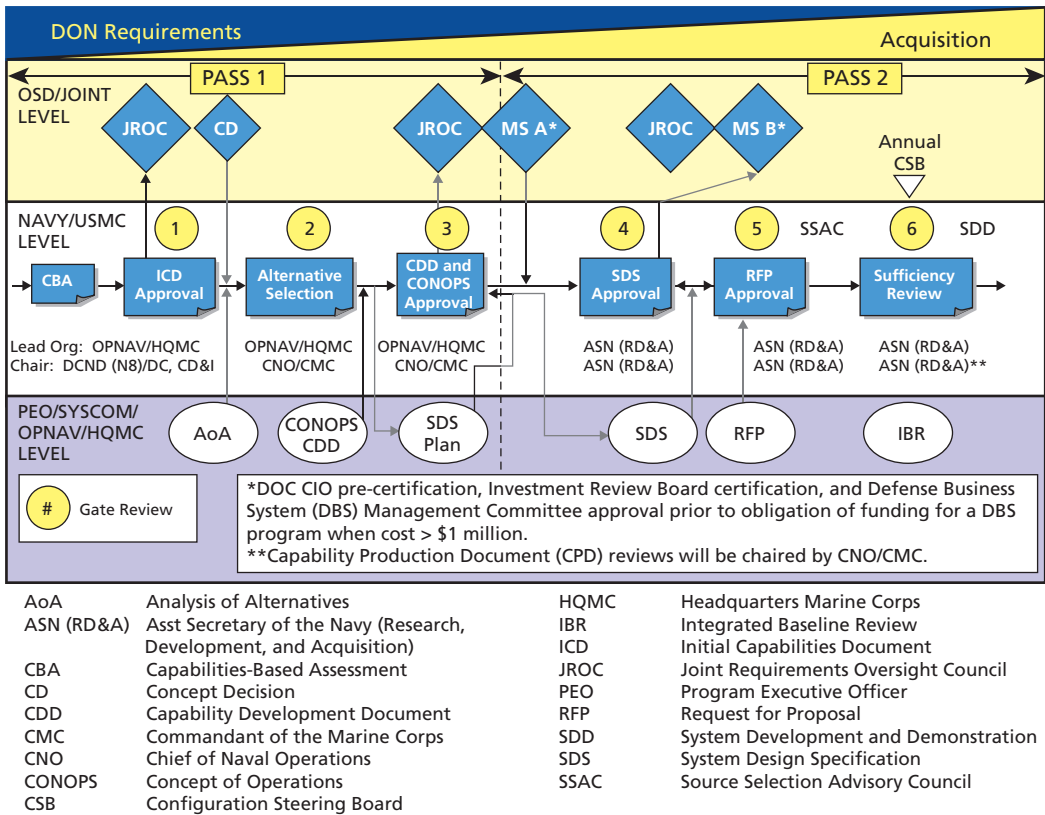 DON Requirements
Acquisition
PASS 1
PASS 2
OSD/JOINT
LEVEL
JROC
CD
JROC
MS A*
JROC
MS B*
Annual
CSB
NAVY/USMC
LEVEL
1
2
3
4
5
SSAC
6
SDD
CBA
ICD
Approval
Alternative
Selection
CDD and
CONOPS
Approval
SDS
Approval
RFP
Approval
Sufficiency
Review
Lead Org: OPNAV/HQMC
Chair: DCND (N8)/DC, CD&I
OPNAV/HQMC
CNO/CMC
OPNAV/HQMC
CNO/CMC
ASN (RD&A)
ASN (RD&A)
ASN (RD&A)
ASN (RD&A)
ASN (RD&A)
ASN (RD&A)**
PEO/SYSCOM/
OPNAV/HQMC
LEVEL
AoA
CONOPS
CDD
SDS
Plan
SDS
RFP
IBR
# Gate Review
*DOC CIO pre-certification, Investment Review Board certification, and Defense Business
System (DBS) Management Committee approval prior to obligation of funding for a DBS
program when cost > $1 million.
**Capability Production Document (CPD) reviews will be chaired by CNO/CMC.
AoA Analysis of Alternatives
ASN (RD&A) Asst Secretary of the Navy (Research,
Development, and Acquisition)
CBA Capabilities-Based Assessment
CD Concept Decision
CDD Capability Development Document
CMC Commandant of the Marine Corps
CNO Chief of Naval Operations
CONOPS Concept of Operations
CSB Configuration Steering Board
HQMC Headquarters Marine Corps
IBR Integrated Baseline Review
ICD Initial Capabilities Document
JROC Joint Requirements Oversight Council
PEO Program Executive Officer
RFP Request for Proposal
SDD System Development and Demonstration
SDS System Design Specification
SSAC Source Selection Advisory Council